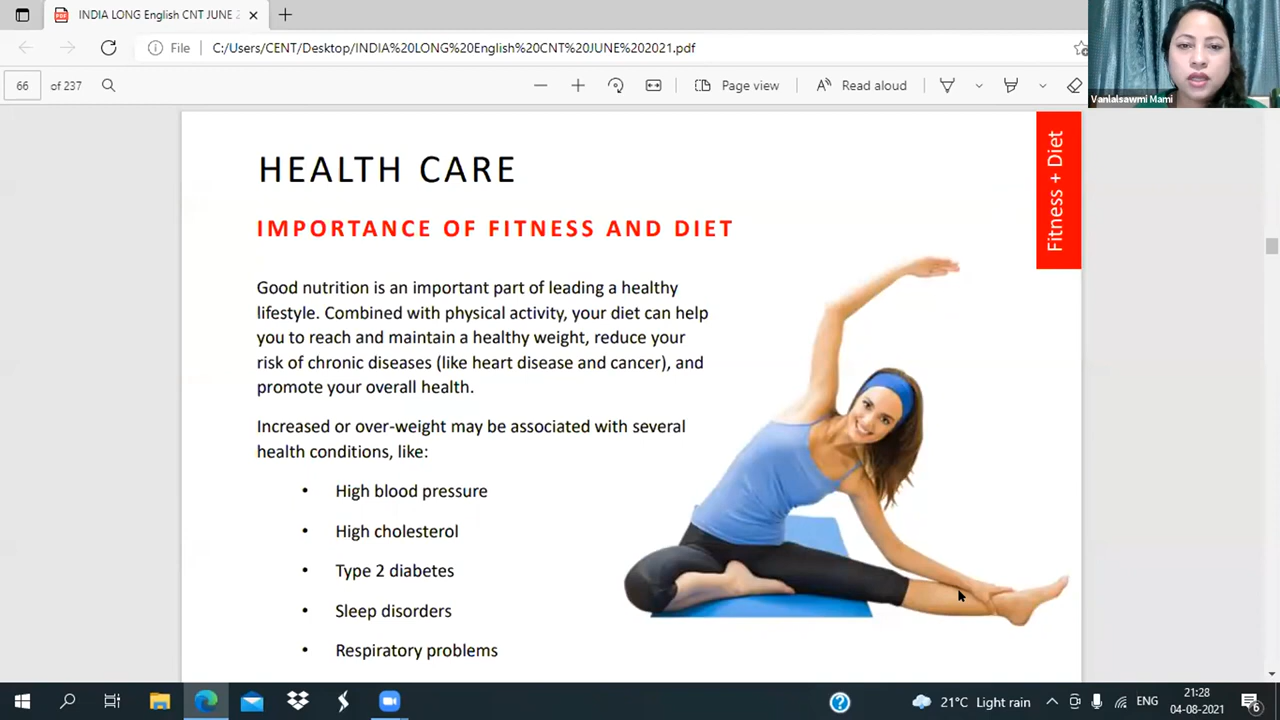 INDIA LONG English CNT JUNE 2
File C:/Users/CENT/Desktop/INDIA%20LONG%20English%20CNT%20JUNE%202021.pdf
66 of 237
Page view
Read aloud
Vanlalsawmi Mami
HEALTH CARE
Fitness + Diet
IMPORTANCE OF FITNESS AND DIET
Good nutrition is an important part of leading a healthy
lifestyle. Combined with physical activity, your diet can help
you to reach and maintain a healthy weight, reduce your
risk of chronic diseases (like heart disease and cancer), and
promote your overall health.
Increased or over-weight may be associated with several
health conditions, like:
• High blood pressure
• High cholesterol
• Type 2 diabetes
• Sleep disorders
• Respiratory problems
21°C Light rain
ENG
21:28
04-08-2021
6